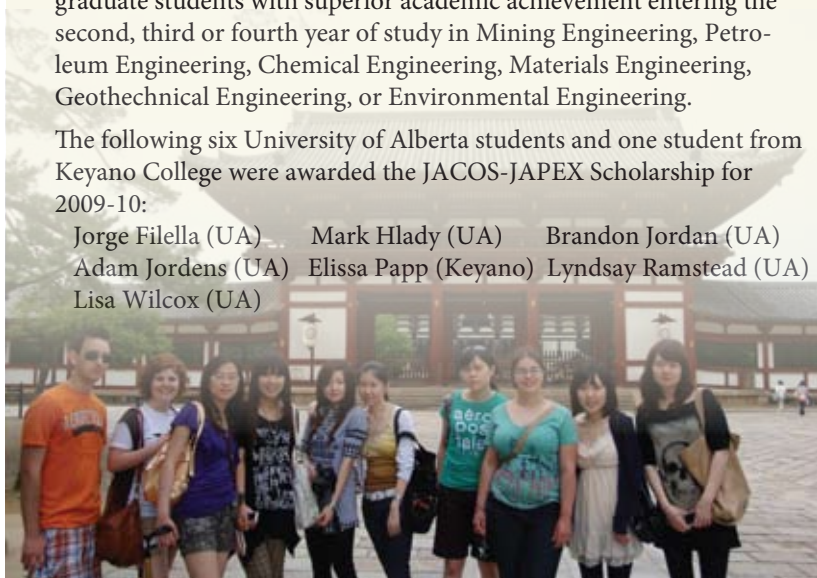 graduate students with superior academic achievement entering the
second, third or fourth year of study in Mining Engineering, Petro-
leum Engineering, Chemical Engineering, Materials Engineering,
Geothechnical Engineering, or Environmental Engineering.
The following six University of Alberta students and one student from
Keyano College were awarded the JACOS-JAPEX Scholarship for
2009-10:
Jorge Filella (UA) Mark Hlady (UA) Brandon Jordan (UA)
Adam Jordens (UA) Elissa Papp (Keyano) Lyndsay Ramstead (UA)
Lisa Wilcox (UA)
aéro
pos
tale